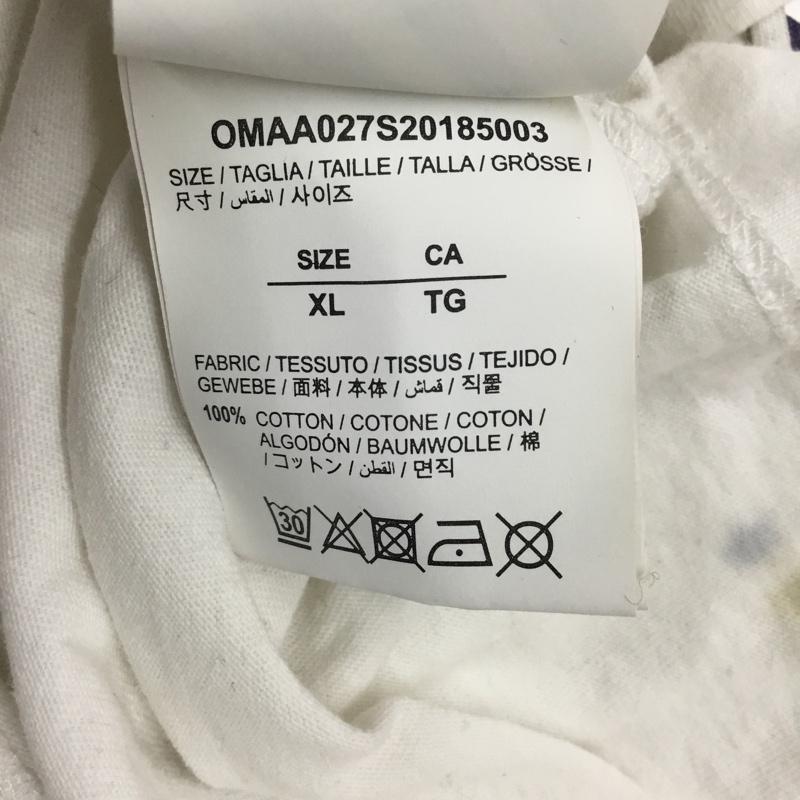 OMAA027S20185003
SIZE / TAGLIA / TAILLE / TALLA / GRÖSSE /
尺寸 / المقاس / 사이즈
SIZE CA
XL TG
FABRIC / TESSUTO / TISSUS / TEJIDO /
GEWEBE / 面料 / 本体 / قماش / 직물
100% COTTON / COTONE / COTON /
ALGODÓN / BAUMWOLLE / 棉
/ コットン / القطن / 면직
30